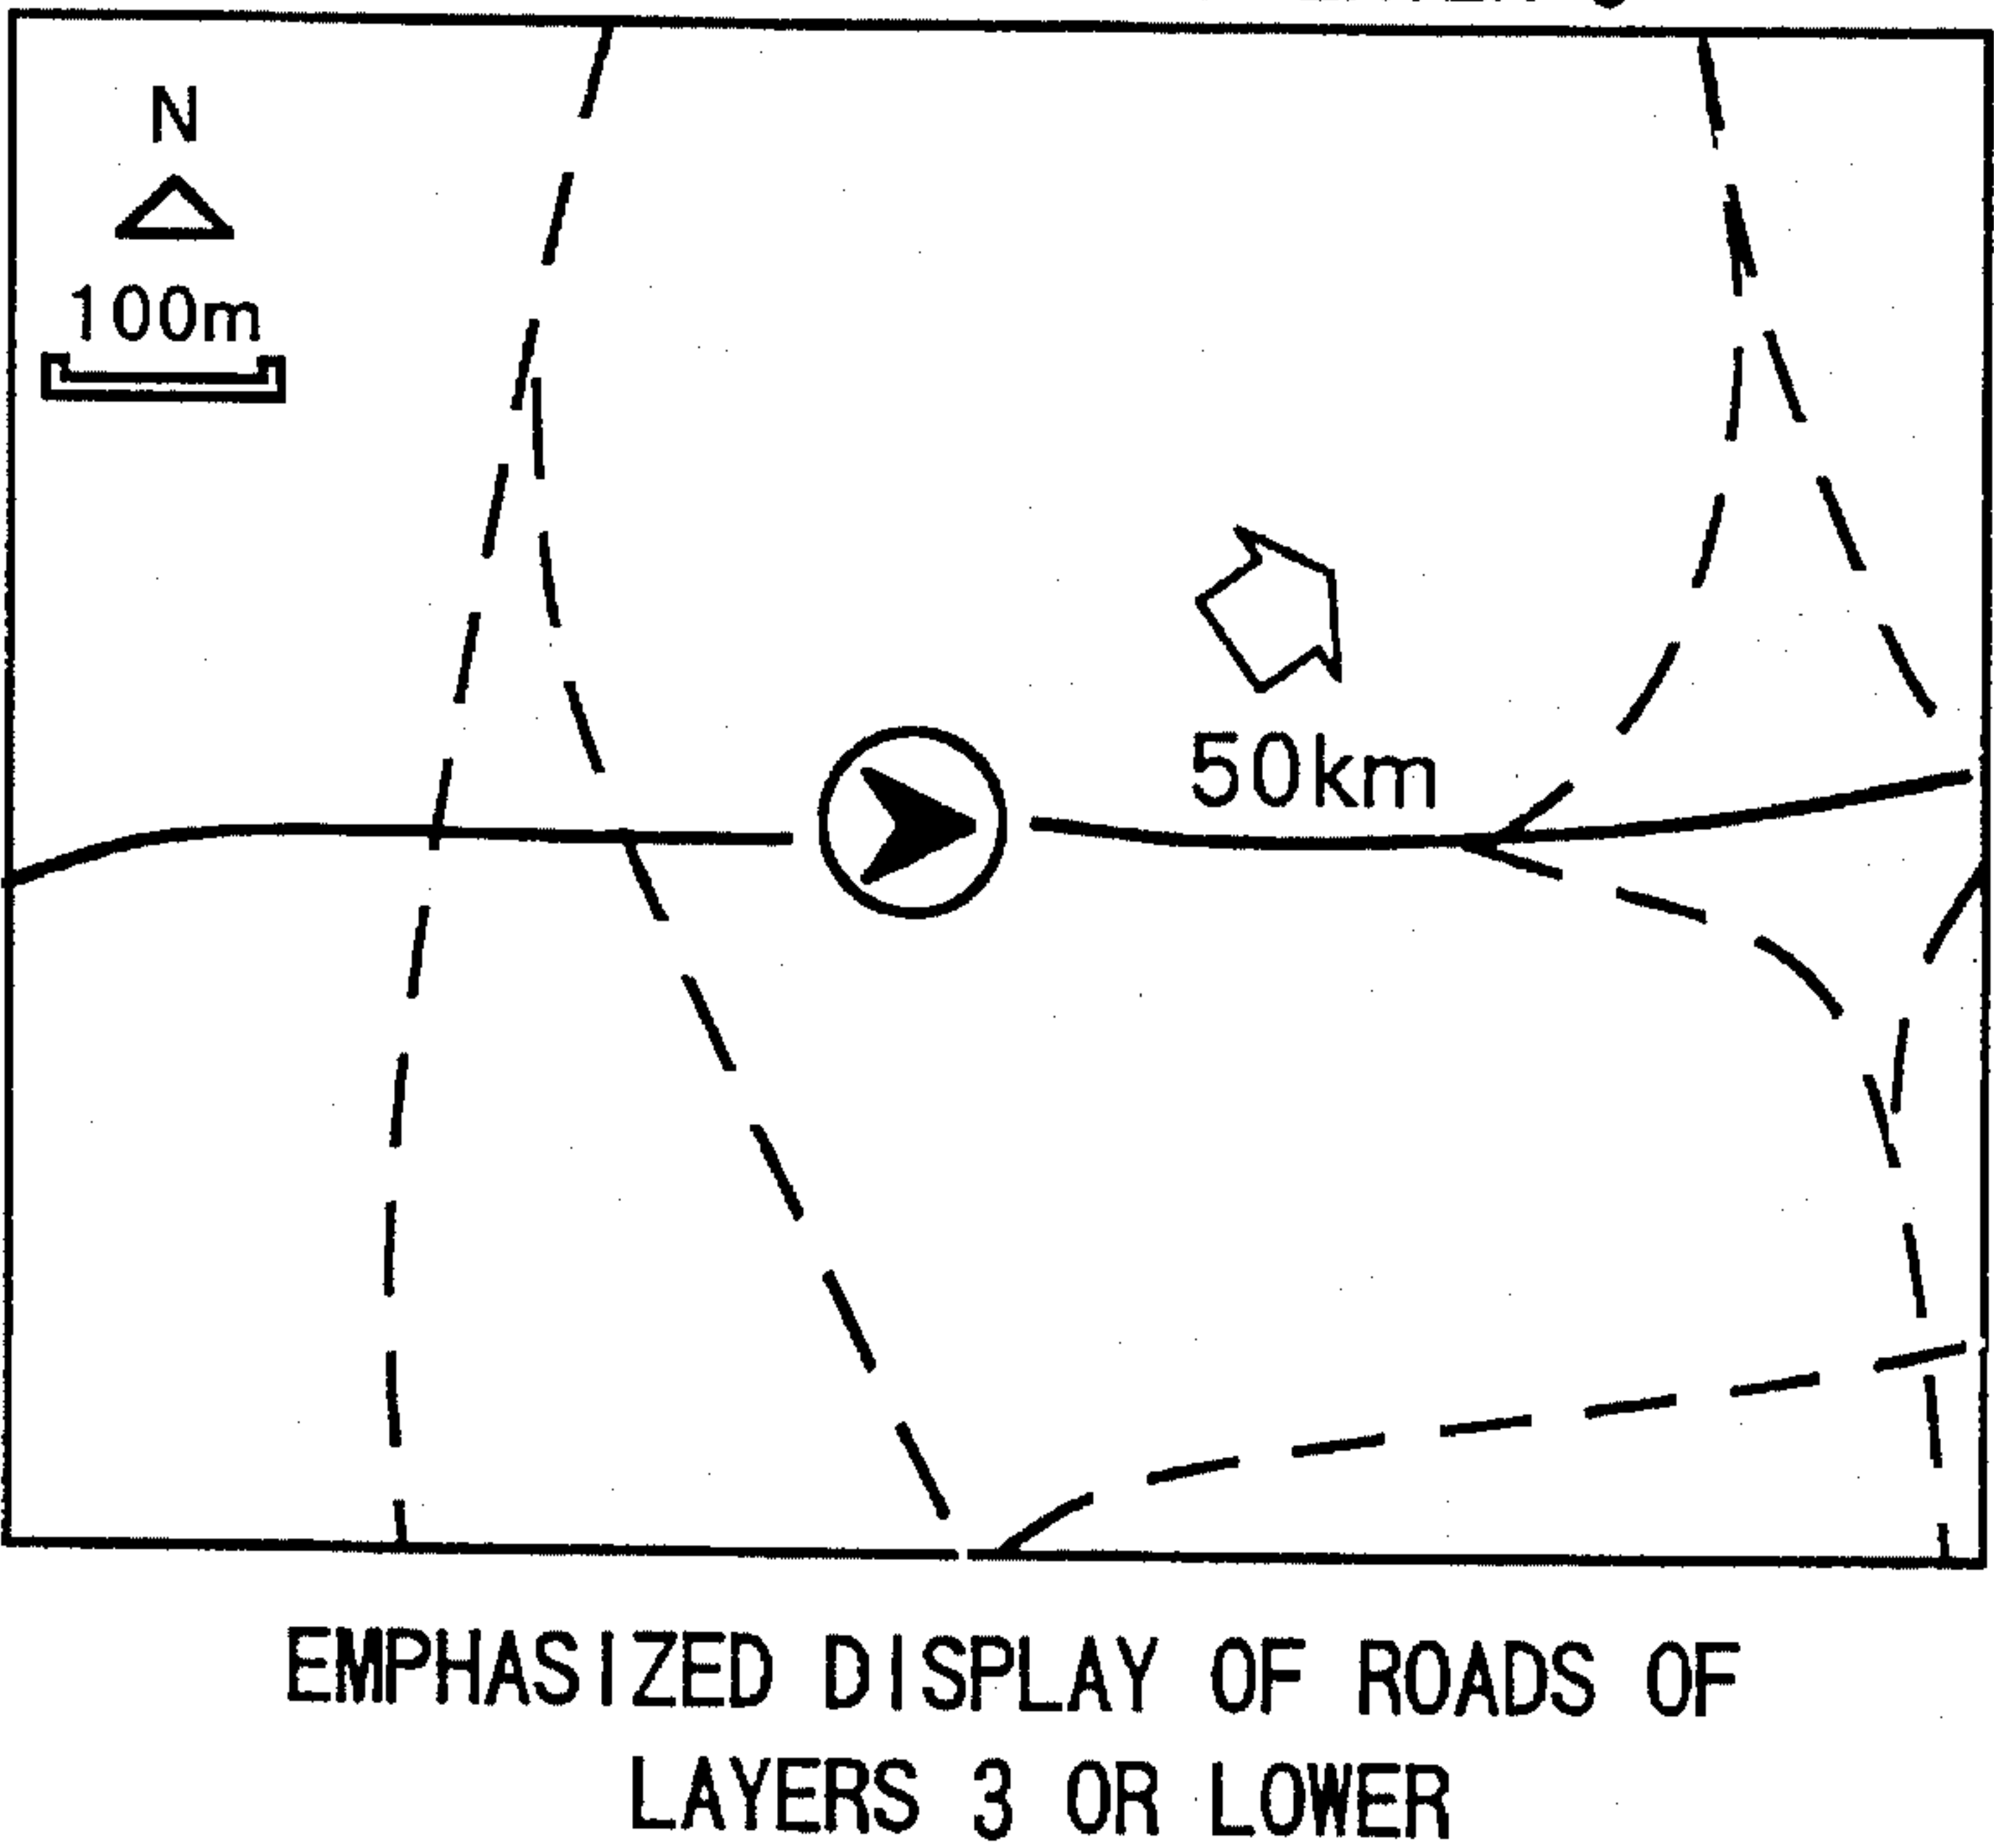 N
100m
50km
EMPHASIZED DISPLAY OF ROADS OF
LAYERS 3 OR LOWER